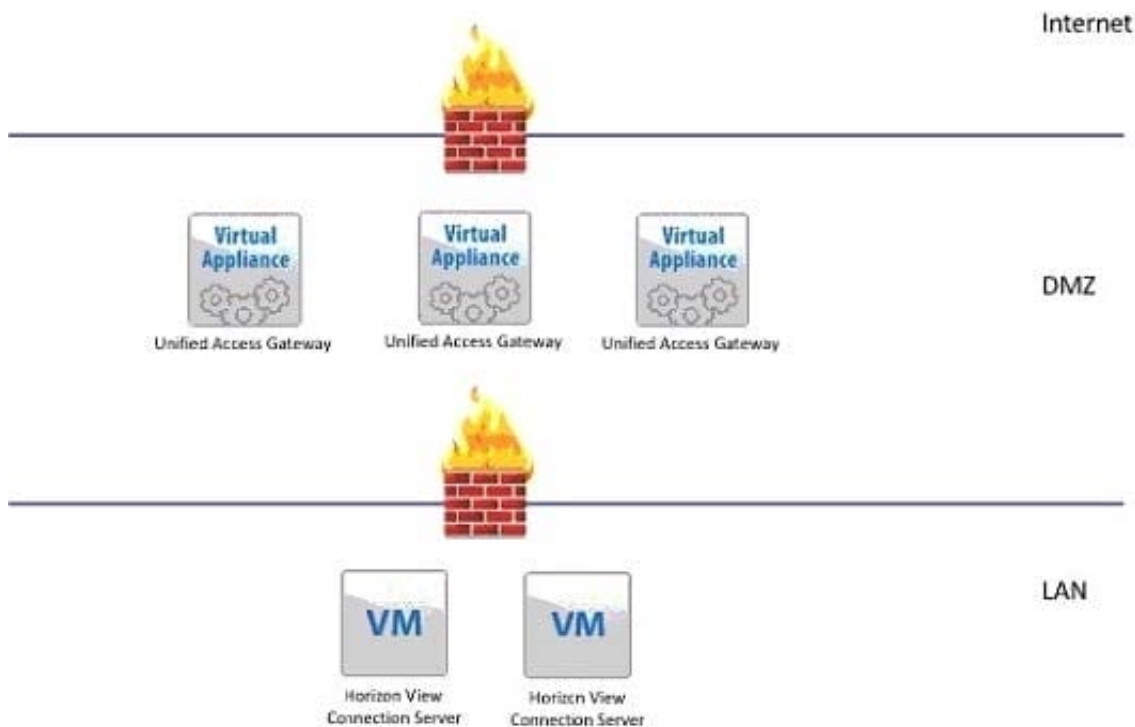 Internet
Virtual
Appliance
Unified Access Gateway
Virtual
Appliance
Unified Access Gateway
Virtual
Appliance
Unified Access Gateway
DMZ
VM
Horizon View
Connection Server
VM
Horizcn View
Connection Server
LAN